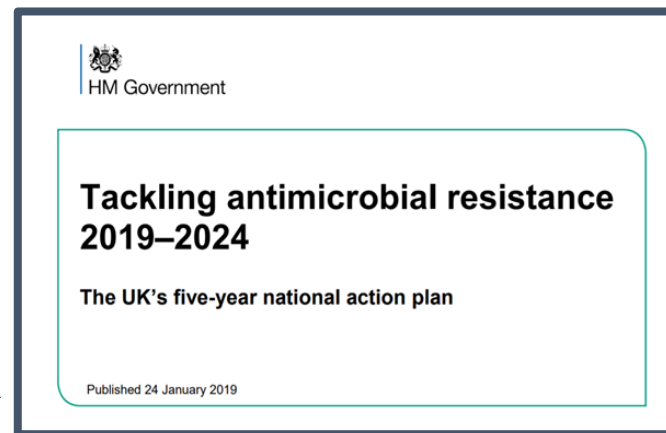 HM Government
Tackling antimicrobial resistance
2019–2024
The UK's five-year national action plan
Published 24 January 2019